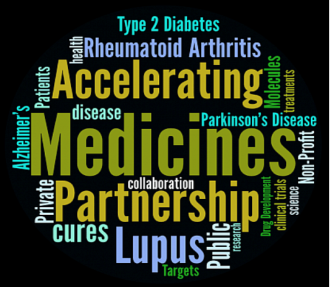 Type 2 Diabetes
health
Rheumatoid Arthritis
Patients
Accelerating
Molecules
treatments
disease
Parkinson's Disease
Alzheimer's
Medicines
Non-Profit
collaboration
Private
Partnership
Drug Development
clinical trials
science
cures
Lupus
Public
research
Targets